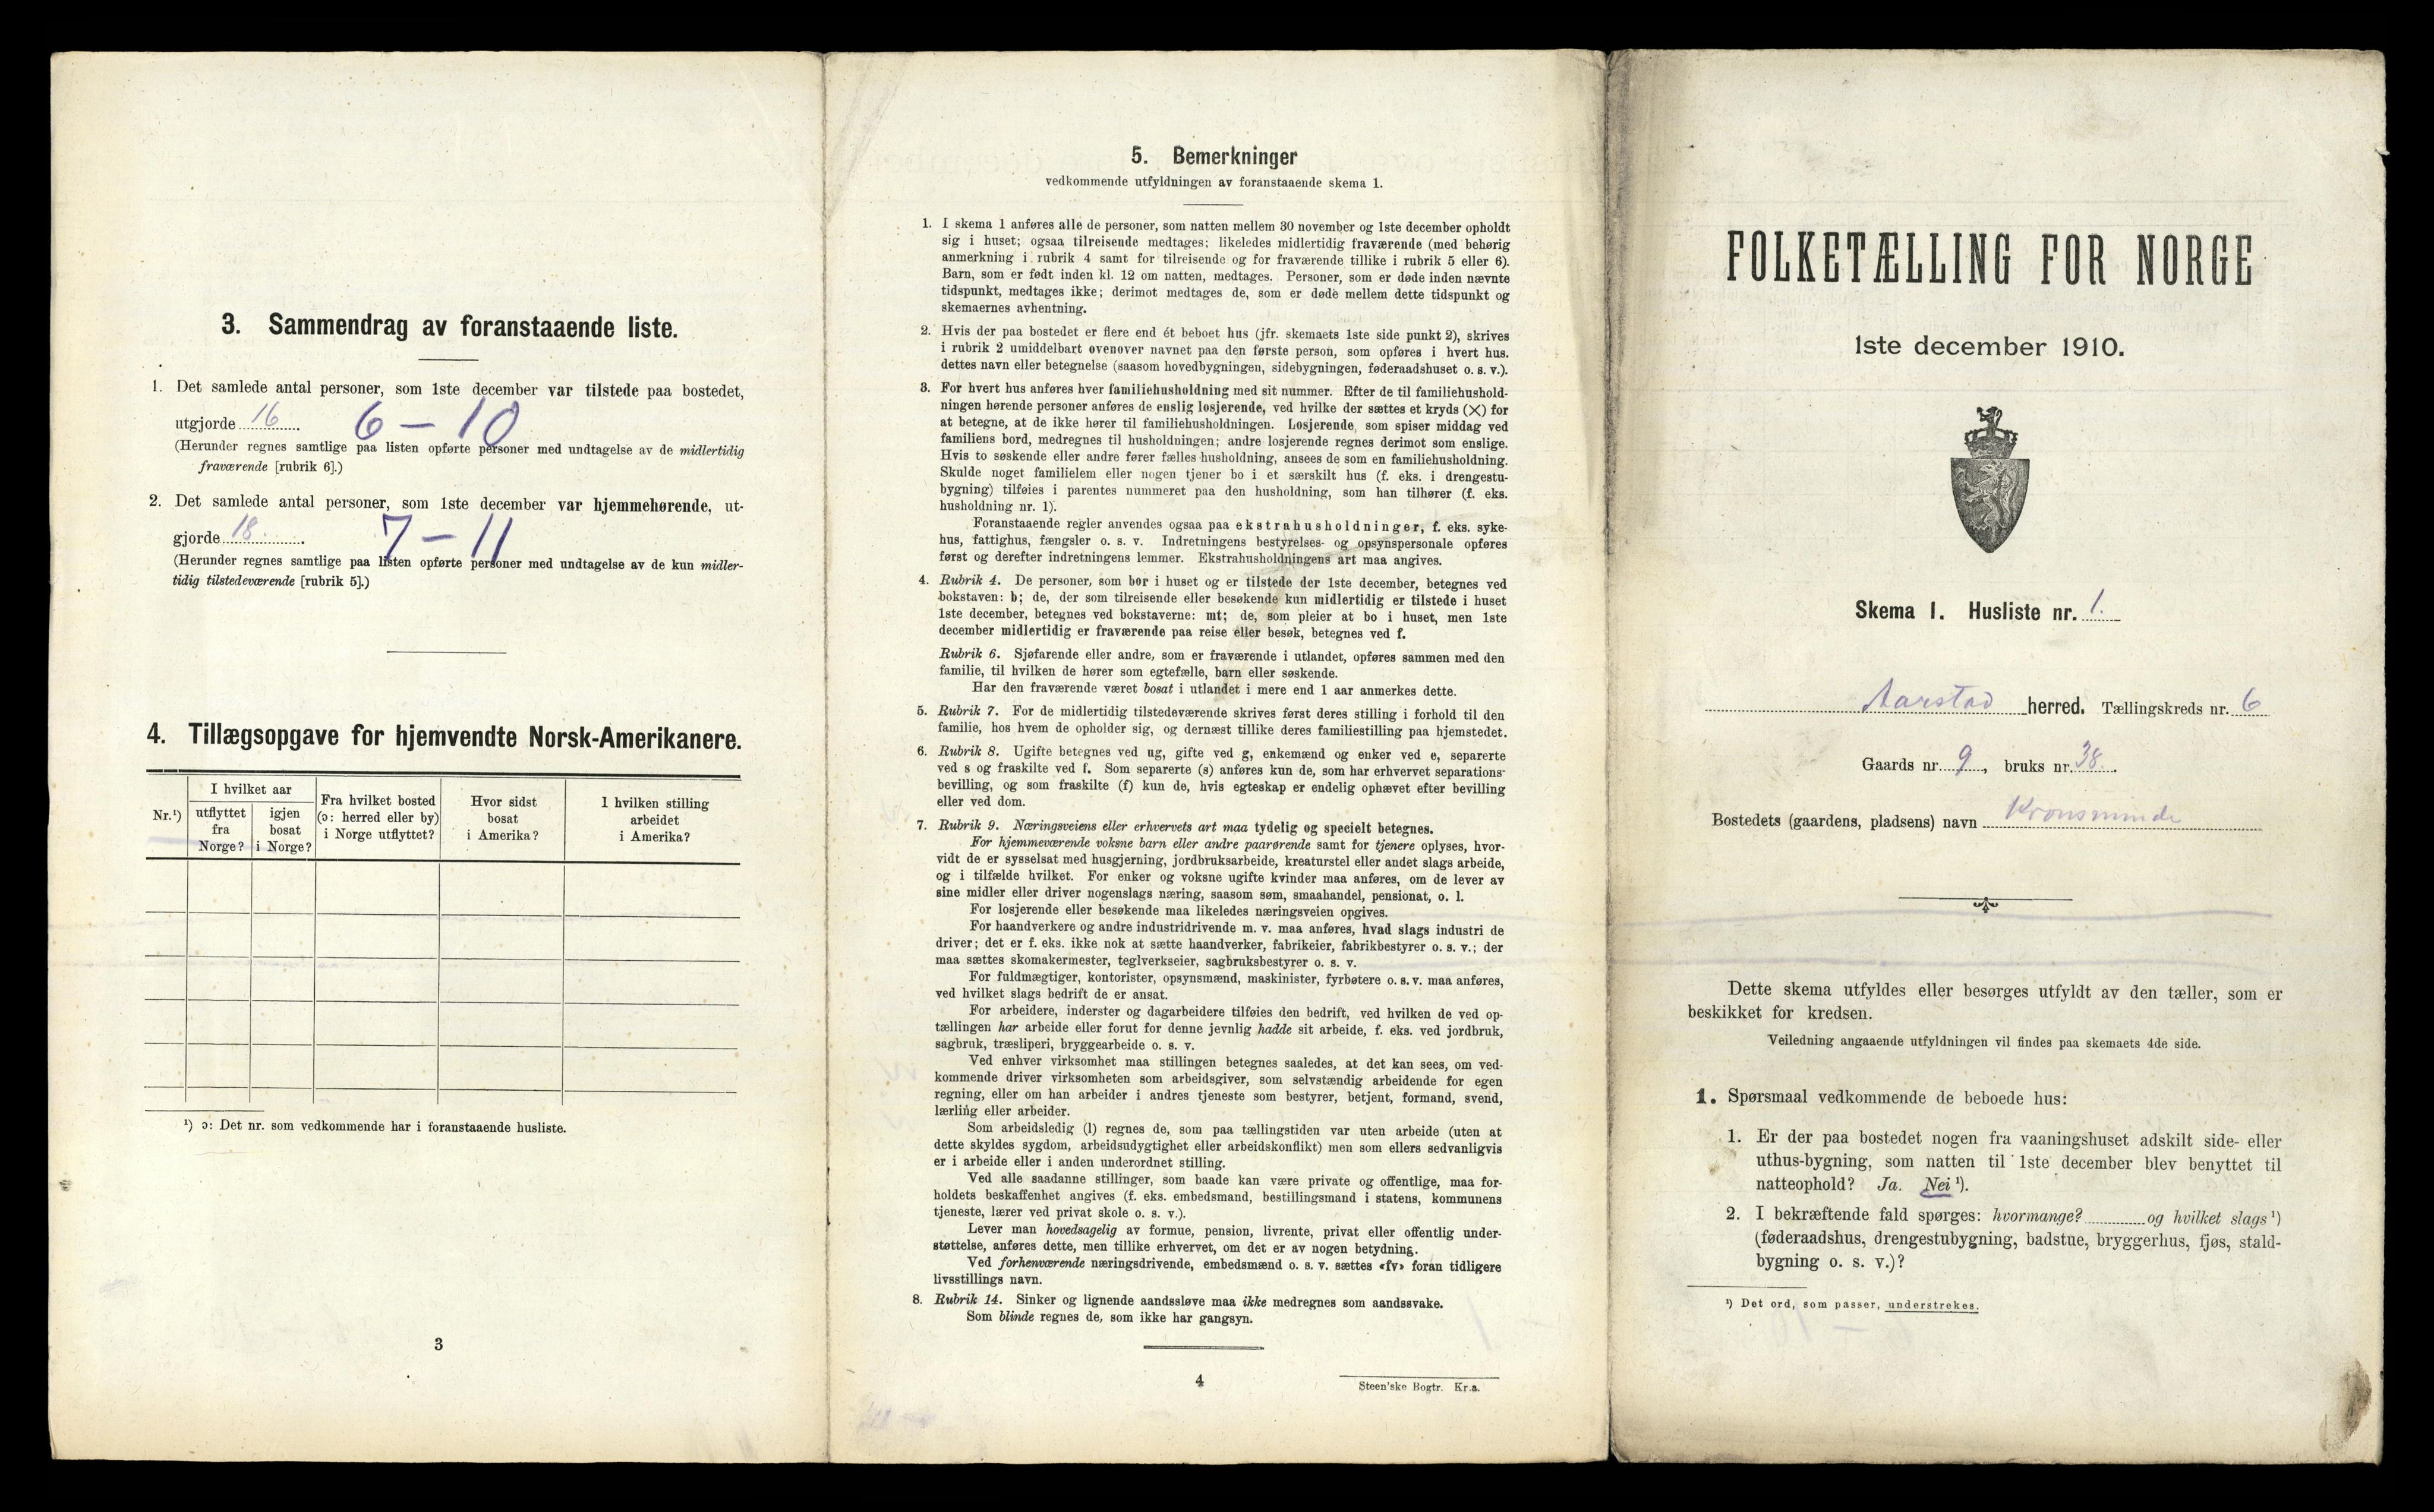 3. Sammendrag av foranstaaende liste.
1. Det samlede antal personer, som 1ste december var tilstede paa bostedet,
utgjorde 16. 6 – 10
(Herunder regnes samtlige paa listen opførte personer med undtagelse av de midlertidig
fraværende [rubrik 6].)
2. Det samlede antal personer, som 1ste december var hjemmehørende, ut-
gjorde 18. 7 – 11
(Herunder regnes samtlige paa listen opførte personer med undtagelse av de kun midler-
tidig tilstedeværende [rubrik 5].)
4. Tillægsopgave for hjemvendte Norsk-Amerikanere.
Nr.¹)
I hvilket aar
utflyttet
fra
Norge?
igjen
bosat
i Norge?
Fra hvilket bosted
(ɔ: herred eller by)
i Norge utflyttet?
Hvor sidst
bosat
i Amerika?
I hvilken stilling
arbeidet
i Amerika?
¹) ɔ: Det nr. som vedkommende har i foranstaaende husliste.
3
5. Bemerkninger
vedkommende utfyldningen av foranstaaende skema 1.
1. I skema 1 anføres alle de personer, som natten mellem 30 november og 1ste december opholdt
sig i huset; ogsaa tilreisende medtages; likeledes midlertidig fraværende (med behørig
anmerkning i rubrik 4 samt for tilreisende og for fraværende tillike i rubrik 5 eller 6).
Barn, som er født inden kl. 12 om natten, medtages. Personer, som er døde inden nævnte
tidspunkt, medtages ikke; derimot medtages de, som er døde mellem dette tidspunkt og
skemaernes avhentning.
2. Hvis der paa bostedet er flere end ét beboet hus (jfr. skemaets 1ste side punkt 2), skrives
i rubrik 2 umiddelbart ovenover navnet paa den første person, som opføres i hvert hus.
dettes navn eller betegnelse (saasom hovedbygningen, sidebygningen, føderaadshuset o. s. v.).
3. For hvert hus anføres hver familiehusholdning med sit nummer. Efter de til familiehushold-
ningen hørende personer anføres de enslig losjerende, ved hvilke der sættes et kryds (×) for
at betegne, at de ikke hører til familiehusholdningen. Losjerende, som spiser middag ved
familiens bord, medregnes til husholdningen; andre losjerende regnes derimot som enslige.
Hvis to søskende eller andre fører fælles husholdning, ansees de som en familiehusholdning.
Skulde noget familielem eller nogen tjener bo i et særskilt hus (f. eks. i drengestu-
bygning) tilføies i parentes nummeret paa den husholdning, som han tilhører (f. eks.
husholdning nr. 1).
Foranstaaende regler anvendes ogsaa paa ekstrahusholdninger, f. eks. syke-
hus, fattighus, fængsler o. s. v. Indretningens bestyrelses- og opsynspersonale opføres
først og derefter indretningens lemmer. Ekstrahusholdningens art maa angives.
4. Rubrik 4. De personer, som bor i huset og er tilstede der 1ste december, betegnes ved
bokstaven: b; de, der som tilreisende eller besøkende kun midlertidig er tilstede i huset
1ste december, betegnes ved bokstaverne: mt; de, som pleier at bo i huset, men 1ste
december midlertidig er fraværende paa reise eller besøk, betegnes ved f.
Rubrik 6. Sjøfarende eller andre, som er fraværende i utlandet, opføres sammen med den
familie, til hvilken de hører som egtefælle, barn eller søskende.
Har den fraværende været bosat i utlandet i mere end 1 aar anmerkes dette.
5. Rubrik 7. For de midlertidig tilstedeværende skrives først deres stilling i forhold til den
familie, hos hvem de opholder sig, og dernæst tillike deres familiestilling paa hjemstedet.
6. Rubrik 8. Ugifte betegnes ved ug, gifte ved g, enkemænd og enker ved e, separerte
ved s og fraskilte ved f. Som separerte (s) anføres kun de, som har erhvervet separations-
bevilling, og som fraskilte (f) kun de, hvis egteskap er endelig ophævet efter bevilling
eller ved dom.
7. Rubrik 9. Næringsveiens eller erhvervets art maa tydelig og specielt betegnes.
For hjemmeværende voksne barn eller andre paarørende samt for tjenere oplyses, hvor-
vidt de er sysselsat med husgjerning, jordbruksarbeide, kreaturstel eller andet slags arbeide,
og i tilfælde hvilket. For enker og voksne ugifte kvinder maa anføres, om de lever av
sine midler eller driver nogenslags næring, saasom søm, smaahandel, pensionat, o. l.
For losjerende eller besøkende maa likeledes næringsveien opgives.
For haandverkere og andre industridrivende m. v. maa anføres, hvad slags industri de
driver; det er f. eks. ikke nok at sætte haandverker, fabrikeier, fabrikbestyrer o. s. v.; der
maa sættes skomakermester, teglverkseier, sagbruksbestyrer o. s. v.
For fuldmægtiger, kontorister, opsynsmænd, maskinister, fyrbøtere o. s. v. maa anføres,
ved hvilket slags bedrift de er ansat.
For arbeidere, inderster og dagarbeidere tilføies den bedrift, ved hvilken de ved op-
tællingen har arbeide eller forut for denne jevnlig hadde sit arbeide, f. eks. ved jordbruk,
sagbruk, træsliperi, bryggearbeide o. s. v.
Ved enhver virksomhet maa stillingen betegnes saaledes, at det kan sees, om ved-
kommende driver virksomheten som arbeidsgiver, som selvstændig arbeidende for egen
regning, eller om han arbeider i andres tjeneste som bestyrer, betjent, formand, svend,
lærling eller arbeider.
Som arbeidsledig (l) regnes de, som paa tællingstiden var uten arbeide (uten at
dette skyldes sygdom, arbeidsudygtighet eller arbeidskonflikt) men som ellers sedvanligvis
er i arbeide eller i anden underordnet stilling.
Ved alle saadanne stillinger, som baade kan være private og offentlige, maa for-
holdets beskaffenhet angives (f. eks. embedsmand, bestillingsmand i statens, kommunens
tjeneste, lærer ved privat skole o. s. v.).
Lever man hovedsagelig av formue, pension, livrente, privat eller offentlig under-
støttelse, anføres dette, men tillike erhvervet, om det er av nogen betydning.
Ved forhenværende næringsdrivende, embedsmænd o. s. v. sættes «fv» foran tidligere
livsstillings navn.
8. Rubrik 14. Sinker og lignende aandssløve maa ikke medregnes som aandssvake.
Som blinde regnes de, som ikke har gangsyn.
4
Steen'ske Bogtr. Kr.a.
FOLKETÆLLING FOR NORGE
1ste december 1910.
Skema 1. Husliste nr. 1.
Aarstad herred. Tællingskreds nr. 6
Gaards nr. 9, bruks nr. 38.
Bostedets (gaardens, pladsens) navn Kronsminde
Dette skema utfyldes eller besørges utfyldt av den tæller, som er
beskikket for kredsen.
Veiledning angaaende utfyldningen vil findes paa skemaets 4de side.
1. Spørsmaal vedkommende de beboede hus:
1. Er der paa bostedet nogen fra vaaningshuset adskilt side- eller
uthus-bygning, som natten til 1ste december blev benyttet til
natteophold? Ja. Nei ¹).
2. I bekræftende fald spørges: hvormange? og hvilket slags ¹)
(føderaadshus, drengestubygning, badstue, bryggerhus, fjøs, stald-
bygning o. s. v.)?
¹) Det ord, som passer, understrekes.